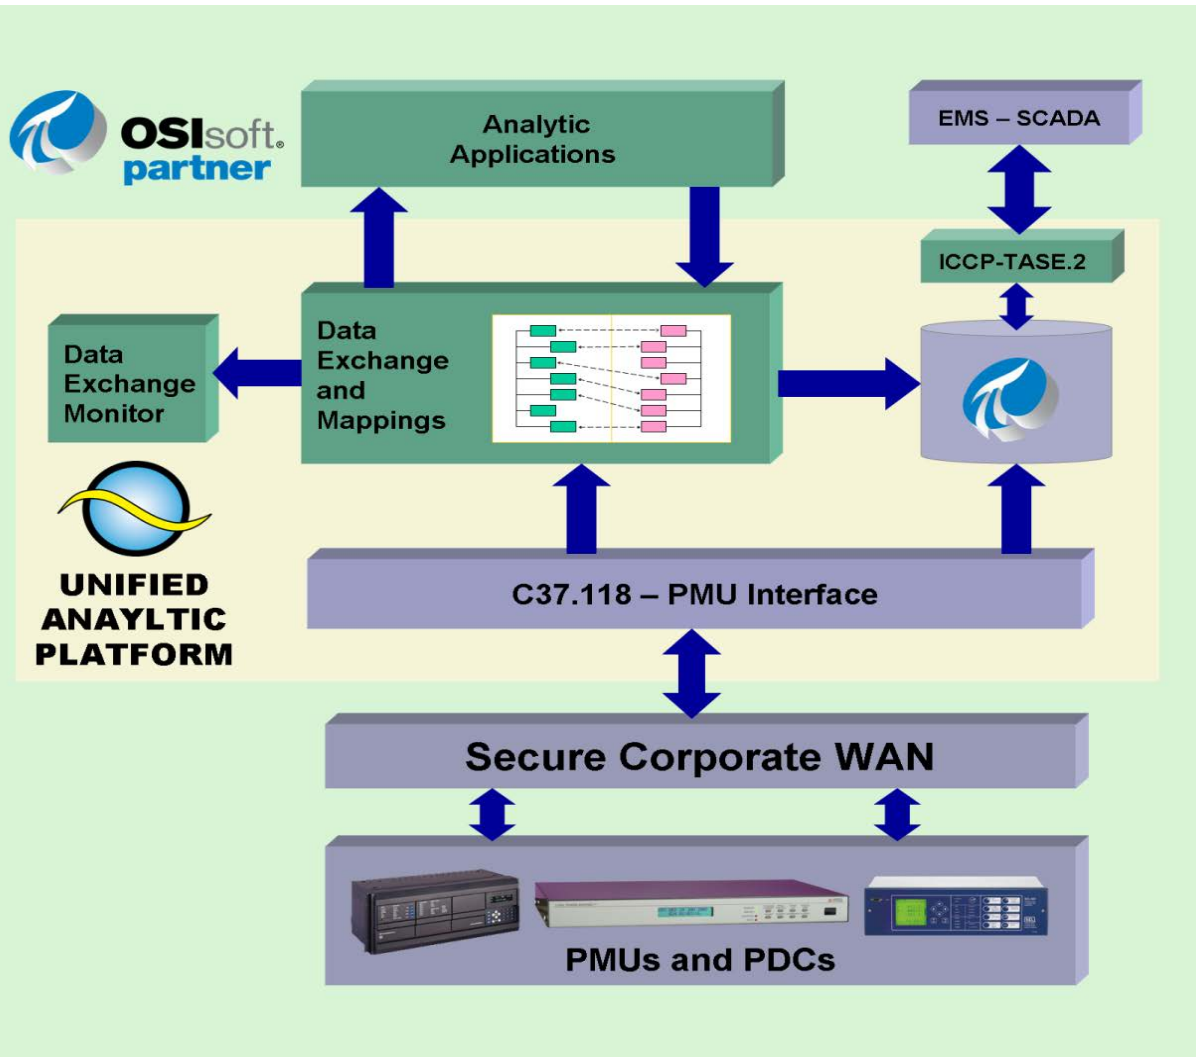 OSIsoft®
partner
Analytic
Applications
EMS – SCADA
ICCP-TASE.2
Data
Exchange
Monitor
Data
Exchange
and
Mappings
UNIFIED
ANAYLTIC
PLATFORM
C37.118 – PMU Interface
Secure Corporate WAN
PMUs and PDCs